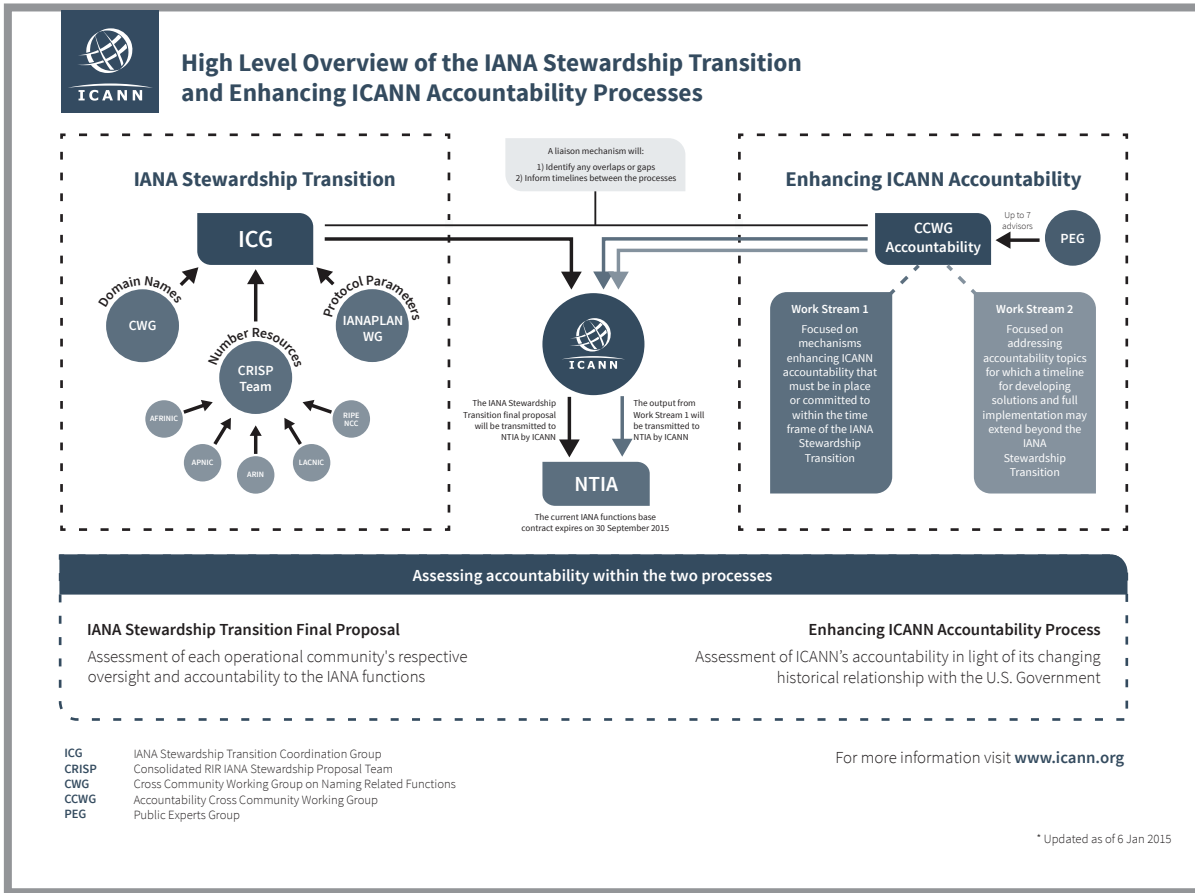 ICANN
High Level Overview of the IANA Stewardship Transition
and Enhancing ICANN Accountability Processes
IANA Stewardship Transition
ICG
Domain Names
CWG
Number Resources
CRISP
Team
Protocol Parameters
IANAPLAN
WG
AFRINIC
APNIC
ARIN
LACNIC
RIPE
NCC
A liaison mechanism will:
1) Identify any overlaps or gaps
2) Inform timelines between the processes
ICANN
The IANA Stewardship
Transition final proposal
will be transmitted to
NTIA by ICANN
The output from
Work Stream 1 will
be transmitted to
NTIA by ICANN
NTIA
The current IANA functions base
contract expires on 30 September 2015
Enhancing ICANN Accountability
CCWG
Accountability
Up to 7
advisors
PEG
Work Stream 1
Focused on
mechanisms
enhancing ICANN
accountability that
must be in place
or committed to
within the time
frame of the IANA
Stewardship
Transition
Work Stream 2
Focused on
addressing
accountability topics
for which a timeline
for developing
solutions and full
implementation may
extend beyond the
IANA
Stewardship
Transition
Assessing accountability within the two processes
IANA Stewardship Transition Final Proposal
Assessment of each operational community's respective
oversight and accountability to the IANA functions
Enhancing ICANN Accountability Process
Assessment of ICANN’s accountability in light of its changing
historical relationship with the U.S. Government
ICG IANA Stewardship Transition Coordination Group
CRISP Consolidated RIR IANA Stewardship Proposal Team
CWG Cross Community Working Group on Naming Related Functions
CCWG Accountability Cross Community Working Group
PEG Public Experts Group
For more information visit www.icann.org
* Updated as of 6 Jan 2015